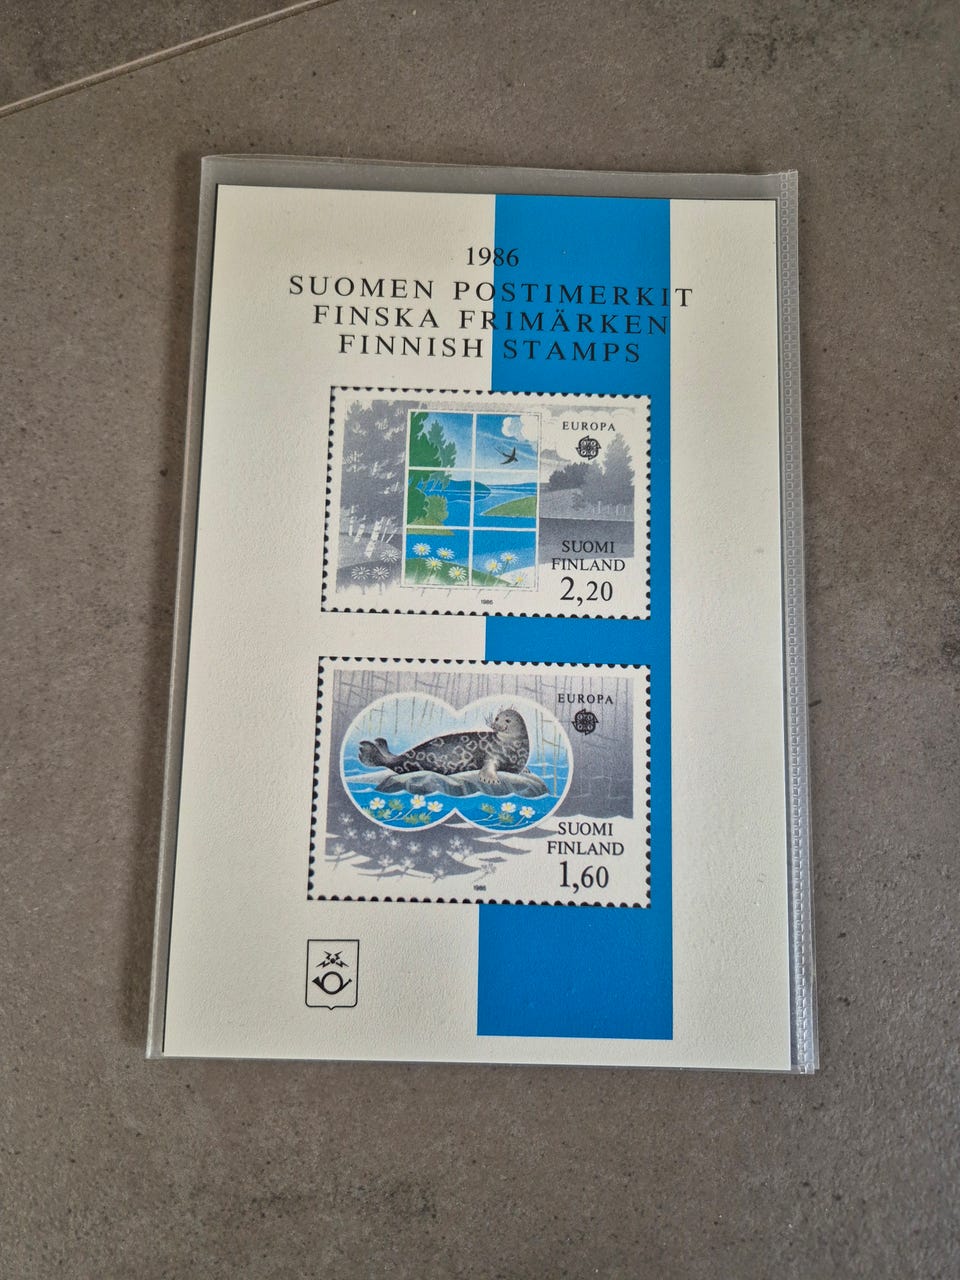 1986
SUOMEN POSTIMERKIT
FINSKA FRIMÄRKEN
FINNISH STAMPS
EUROPA
SUOMI
FINLAND
2,20
1986
EUROPA
SUOMI
FINLAND
1,60
1986